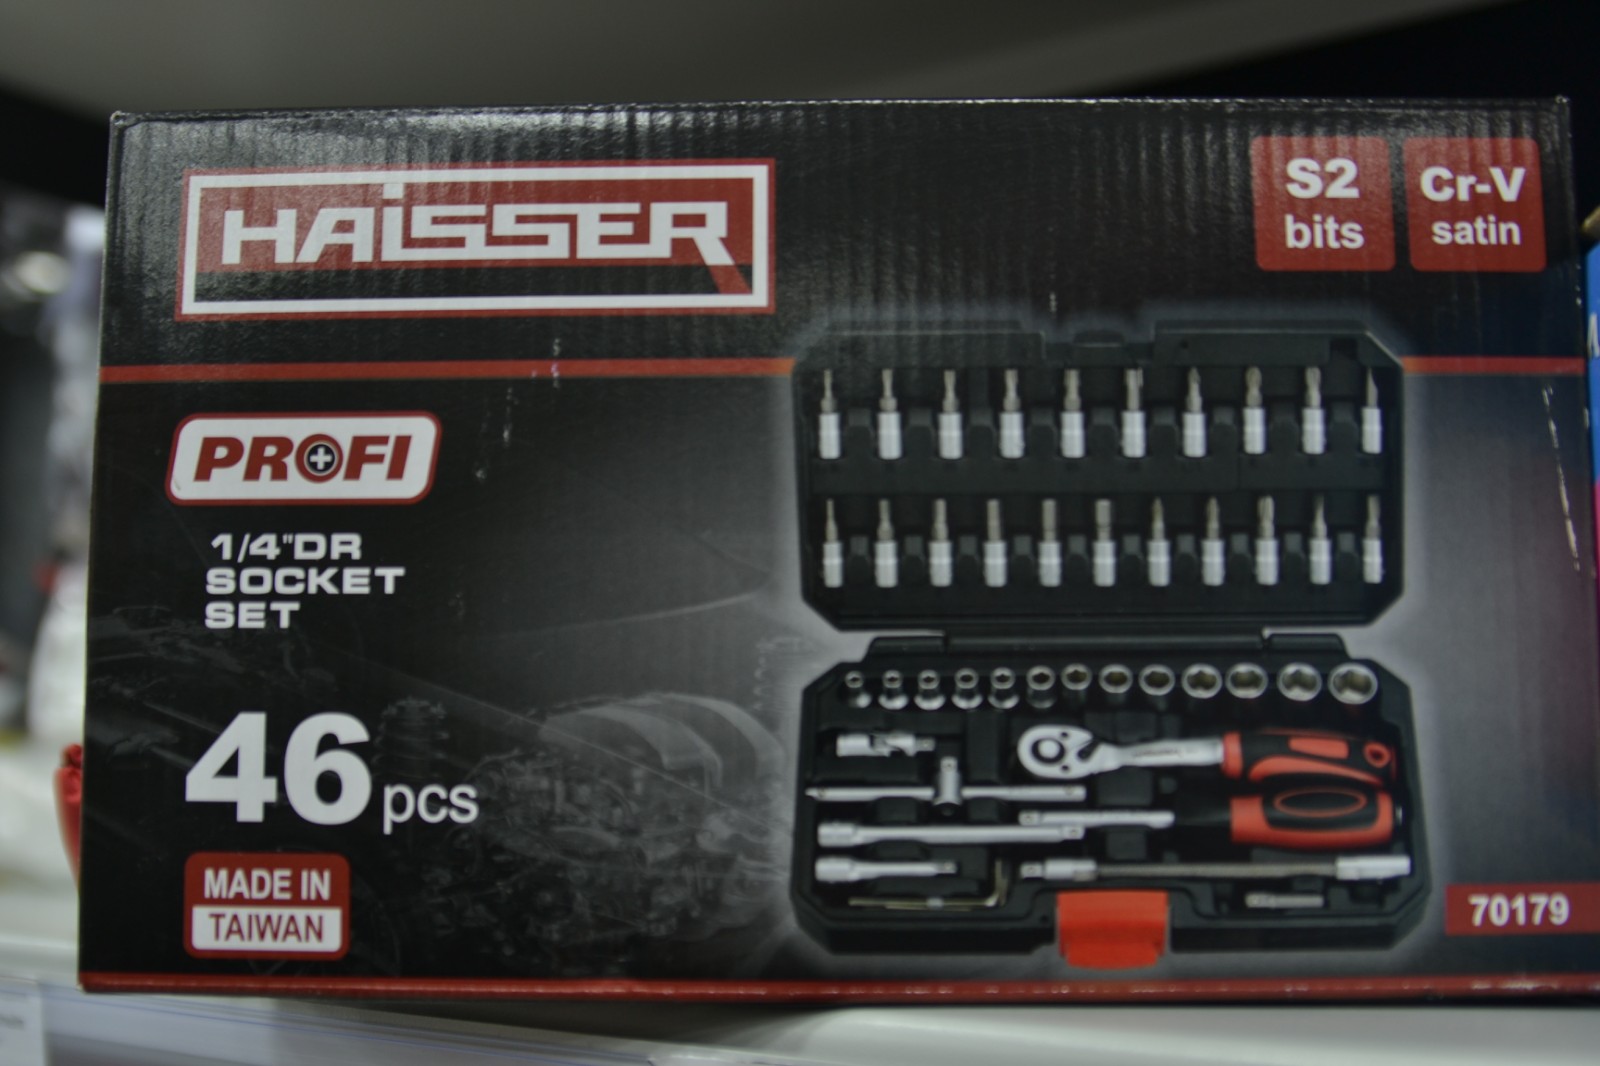 HAISSER
S2
bits
Cr-V
satin
PROFI
1/4"DR
SOCKET
SET
46 pcs
MADE IN
TAIWAN
70179